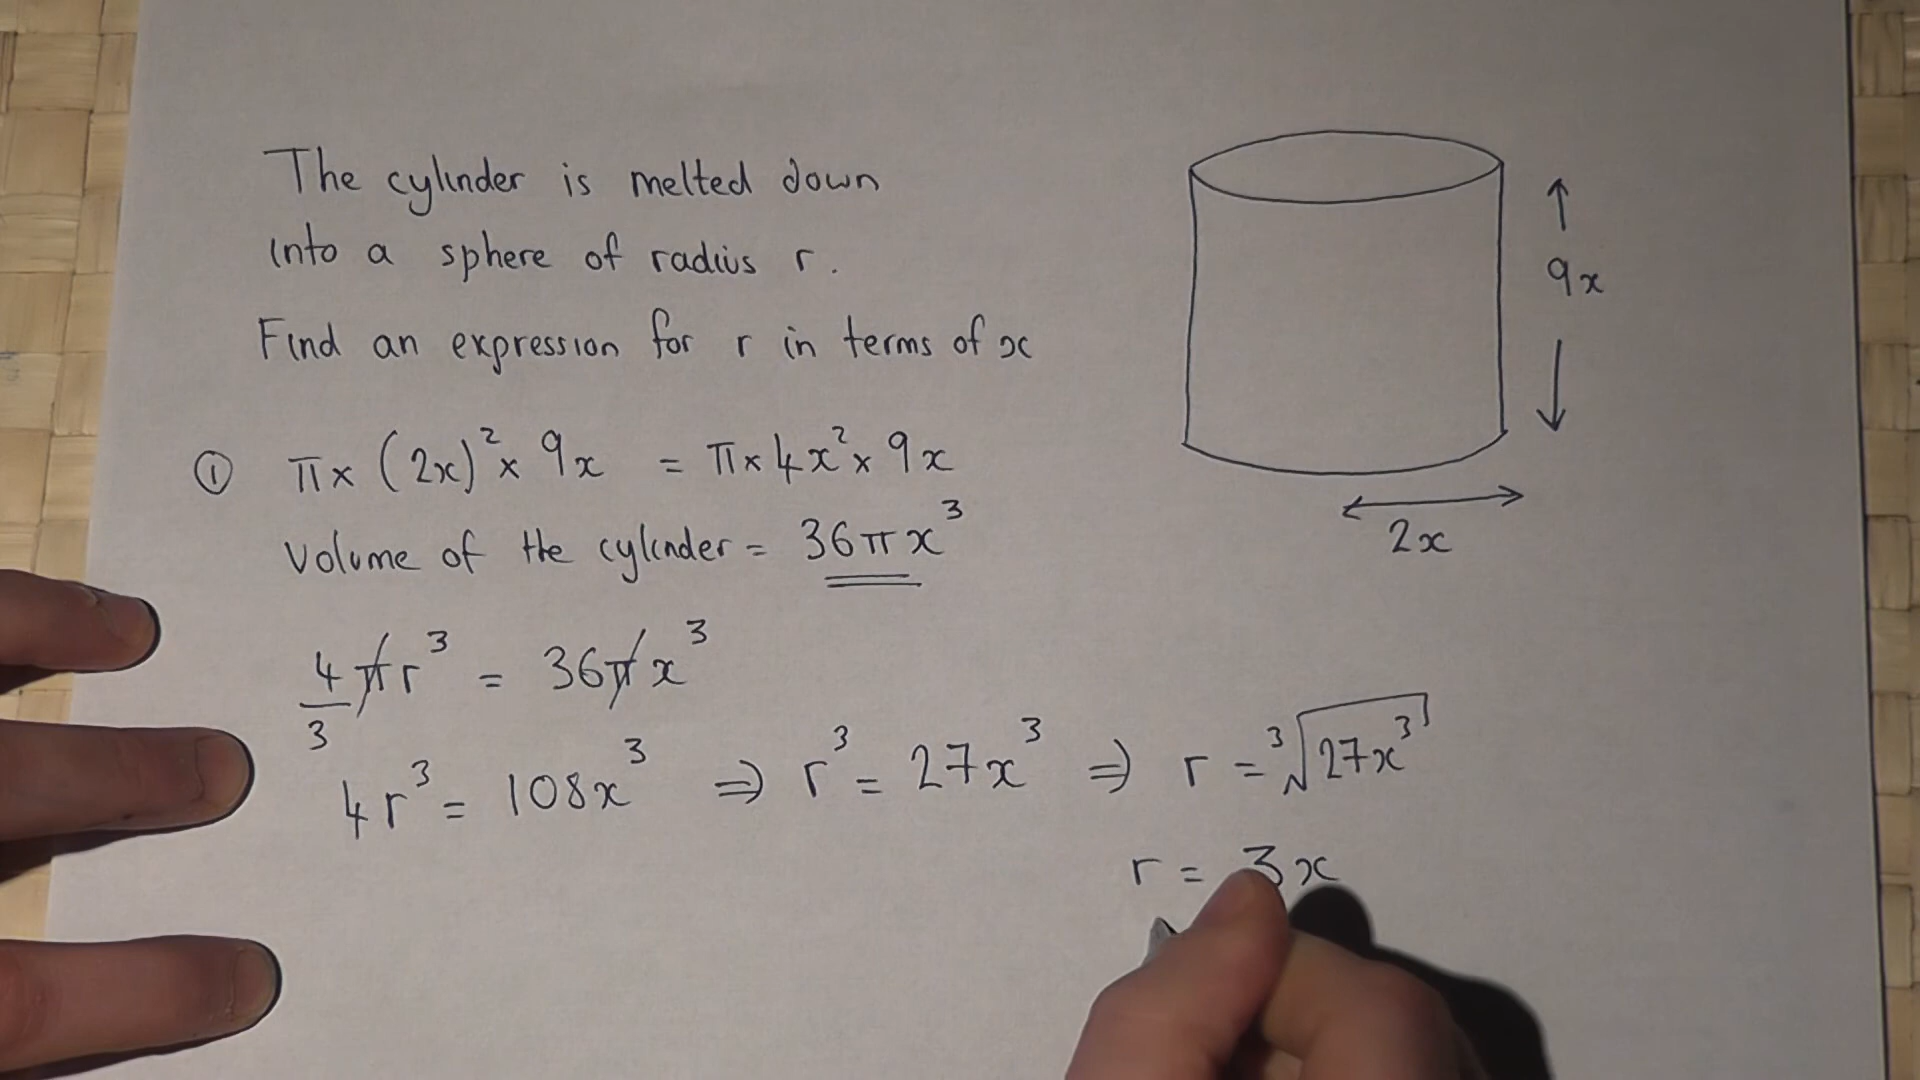 The cylinder is melted down
into a sphere of radius r.
Find an expression for r in terms of x
① π × (2x)² × 9x = π × 4x² × 9x
Volume of the cylinder = 36πx³
4/3 πr³ = 36πx³
4r³ = 108x³ ⇒ r³ = 27x³ ⇒ r = ³√27x³
r = 3x
9x
2x